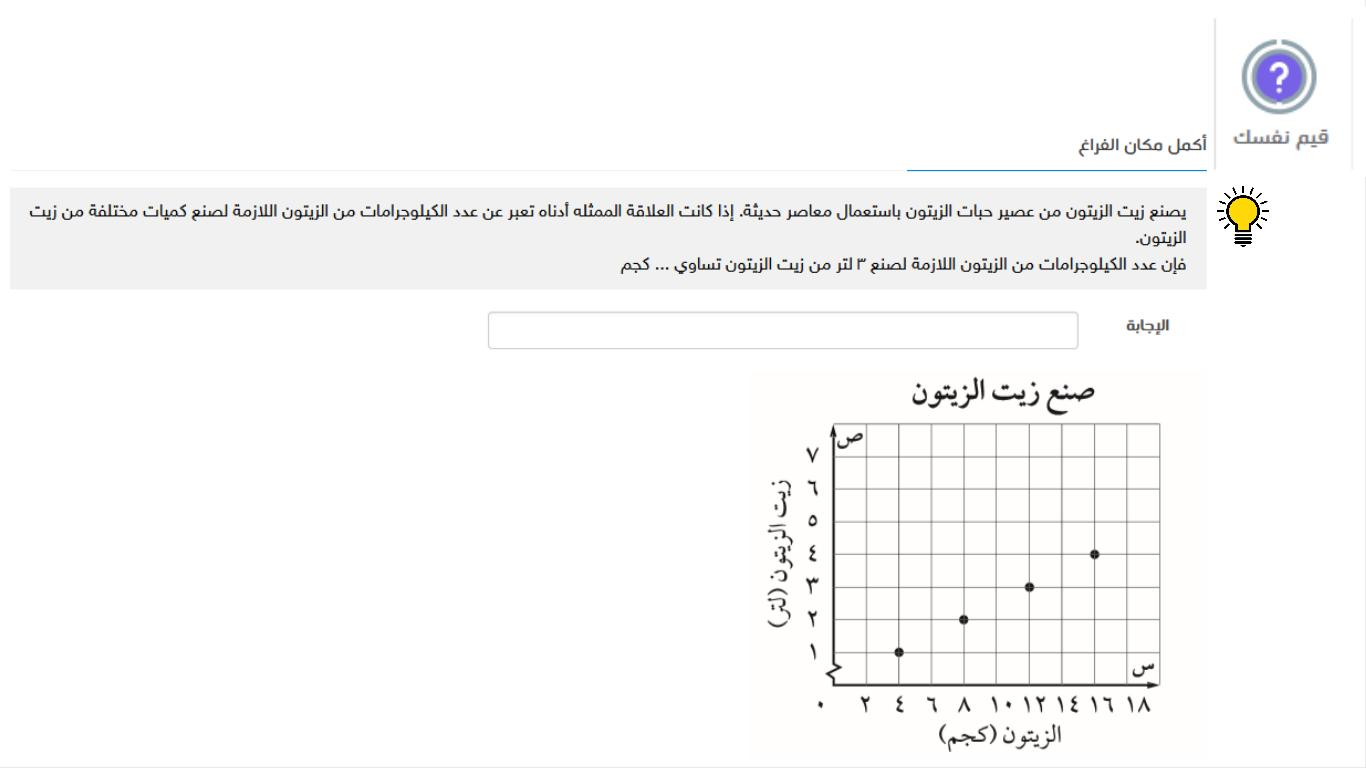 قيم نفسك
أكمل مكان الفراغ
يصنع زيت الزيتون من عصير حبات الزيتون باستعمال معاصر حديثة. إذا كانت العلاقة الممثله أدناه تعبر عن عدد الكيلوجرامات من الزيتون اللازمة لصنع كميات مختلفة من زيت
الزيتون.
فإن عدد الكيلوجرامات من الزيتون اللازمة لصنع ٣ لتر من زيت الزيتون تساوي ... كجم
الإجابة
صنع زيت الزيتون
ص
٧
٦
٥
٤
٣
٢
١
زيت الزيتون (لتر)
س
٠ ٢ ٤ ٦ ٨ ١٠ ١٢ ١٤ ١٦ ١٨
الزيتون (كجم)